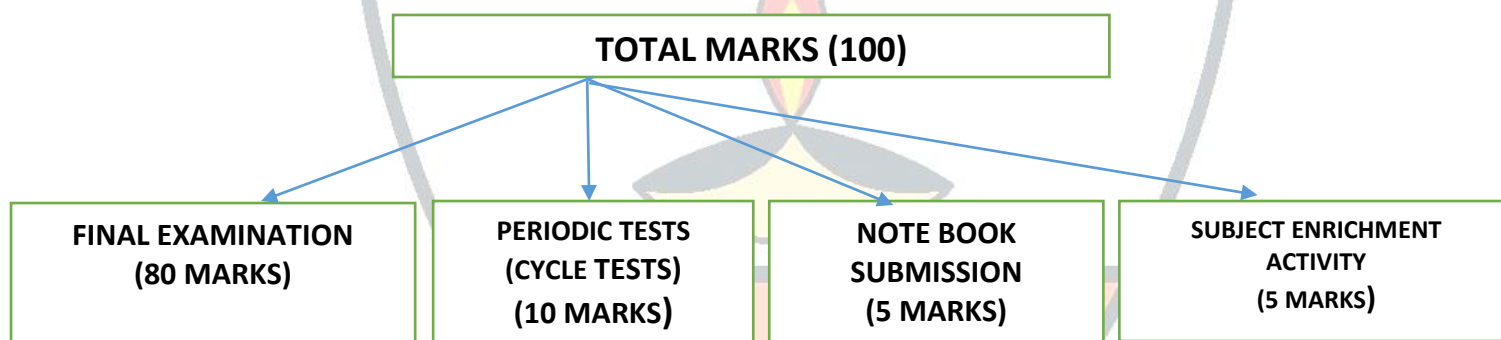 TOTAL MARKS (100)
FINAL EXAMINATION
(80 MARKS)
PERIODIC TESTS
(CYCLE TESTS)
(10 MARKS)
NOTE BOOK
SUBMISSION
(5 MARKS)
SUBJECT ENRICHMENT
ACTIVITY
(5 MARKS)